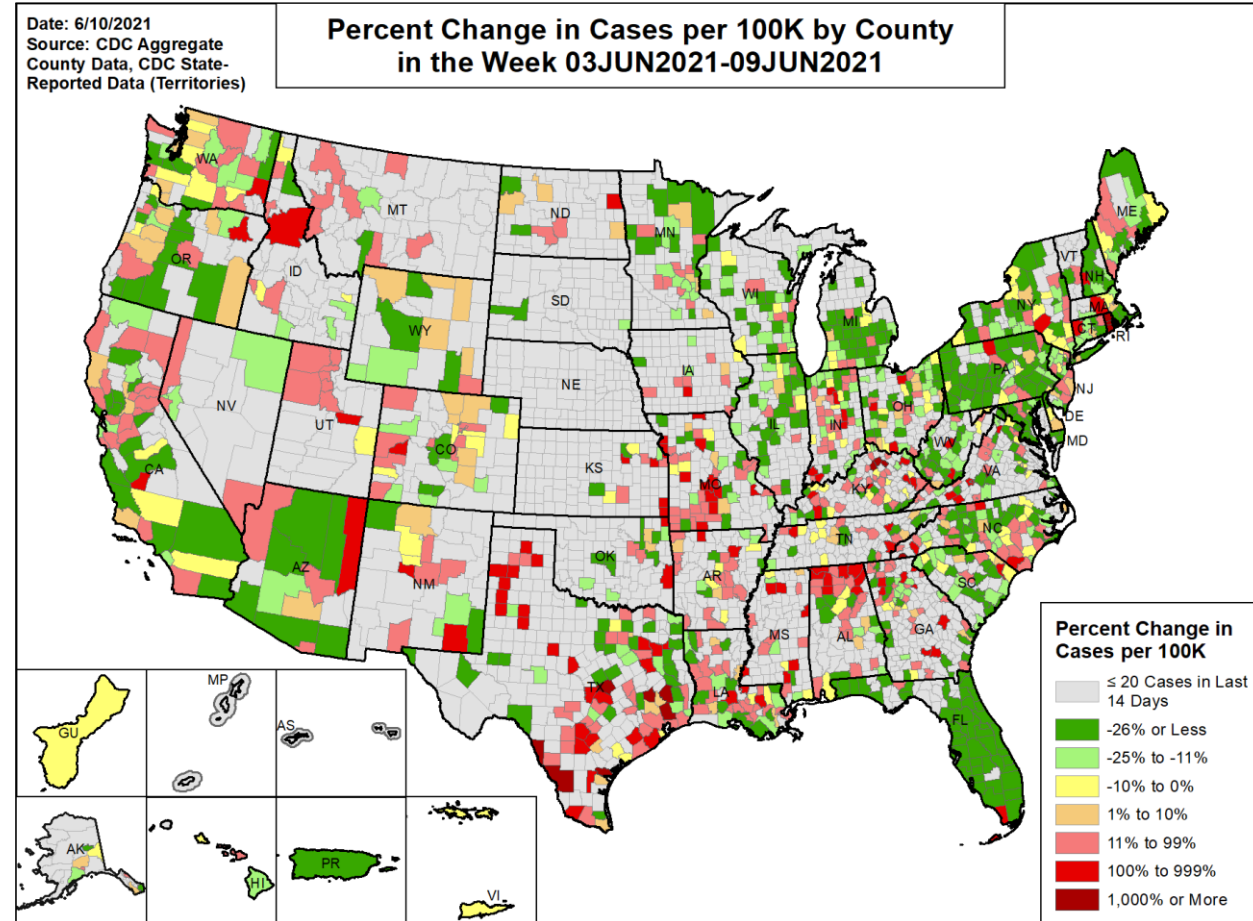 Date: 6/10/2021
Source: CDC Aggregate
County Data, CDC State-
Reported Data (Territories)
Percent Change in Cases per 100K by County
in the Week 03JUN2021-09JUN2021
WA
MT
ND
MN
ME
OR
ID
SD
WI
MI
VT
NH
NY
MA
CT
RI
WY
NE
IA
PA
NJ
NV
UT
CO
KS
MO
IL
IN
OH
WV
DE
MD
VA
KY
CA
AZ
NM
OK
AR
TN
NC
SC
TX
LA
MS
AL
GA
FL
GU
MP
AS
AK
HI
PR
VI
Percent Change in
Cases per 100K
≤ 20 Cases in Last
14 Days
-26% or Less
-25% to -11%
-10% to 0%
1% to 10%
11% to 99%
100% to 999%
1,000% or More